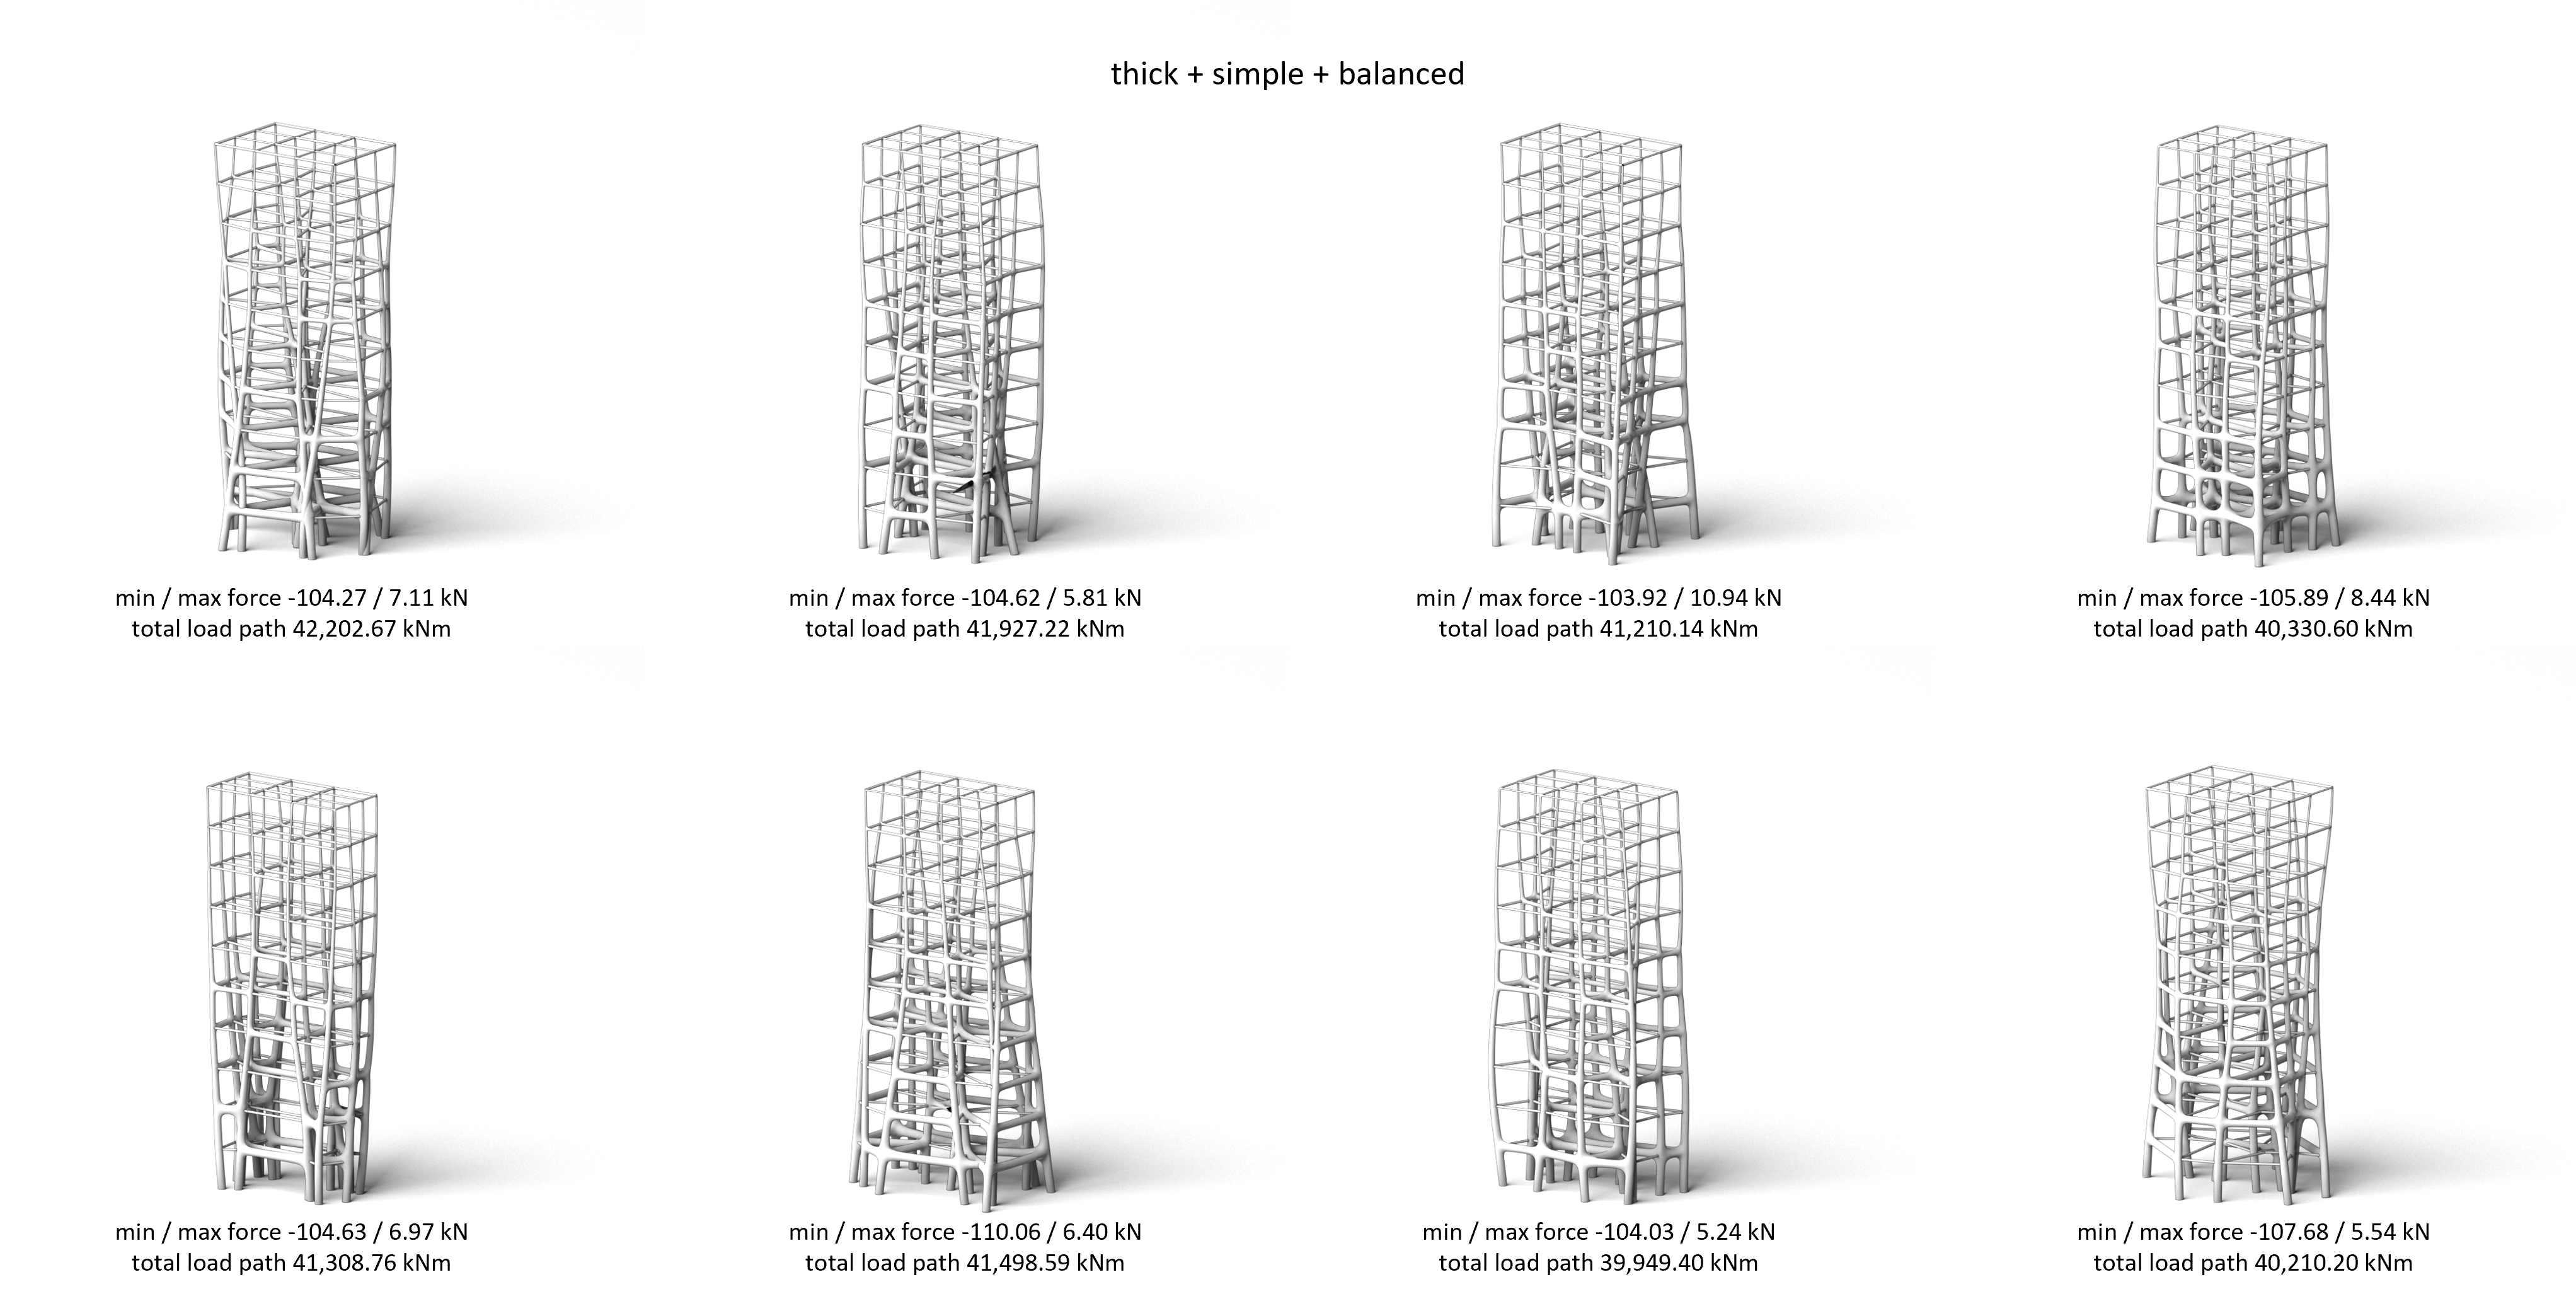 thick + simple + balanced
min / max force -104.27 / 7.11 kN
total load path 42,202.67 kNm
min / max force -104.62 / 5.81 kN
total load path 41,927.22 kNm
min / max force -103.92 / 10.94 kN
total load path 41,210.14 kNm
min / max force -105.89 / 8.44 kN
total load path 40,330.60 kNm
min / max force -104.63 / 6.97 kN
total load path 41,308.76 kNm
min / max force -110.06 / 6.40 kN
total load path 41,498.59 kNm
min / max force -104.03 / 5.24 kN
total load path 39,949.40 kNm
min / max force -107.68 / 5.54 kN
total load path 40,210.20 kNm